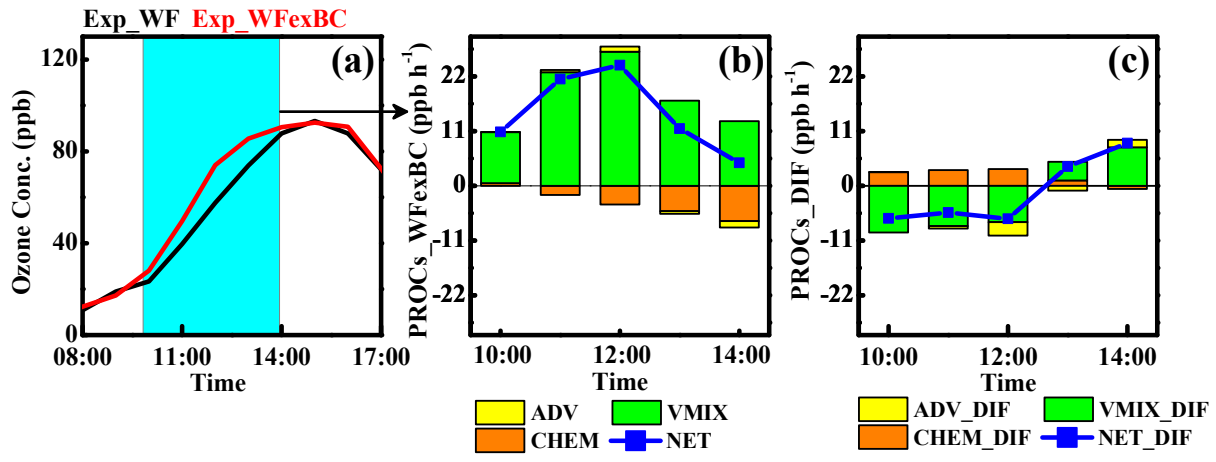 Exp_WF Exp_WFexBC
(a)
120
80
40
0
Ozone Conc. (ppb)
08:00 11:00 14:00 17:00
Time
(b)
22
11
0
-11
-22
PROCs_WFexBC (ppb h-1)
10:00 12:00 14:00
Time
ADV VMIX
CHEM NET
(c)
22
11
0
-11
-22
PROCs_DIF (ppb h-1)
10:00 12:00 14:00
Time
ADV_DIF VMIX_DIF
CHEM_DIF NET_DIF